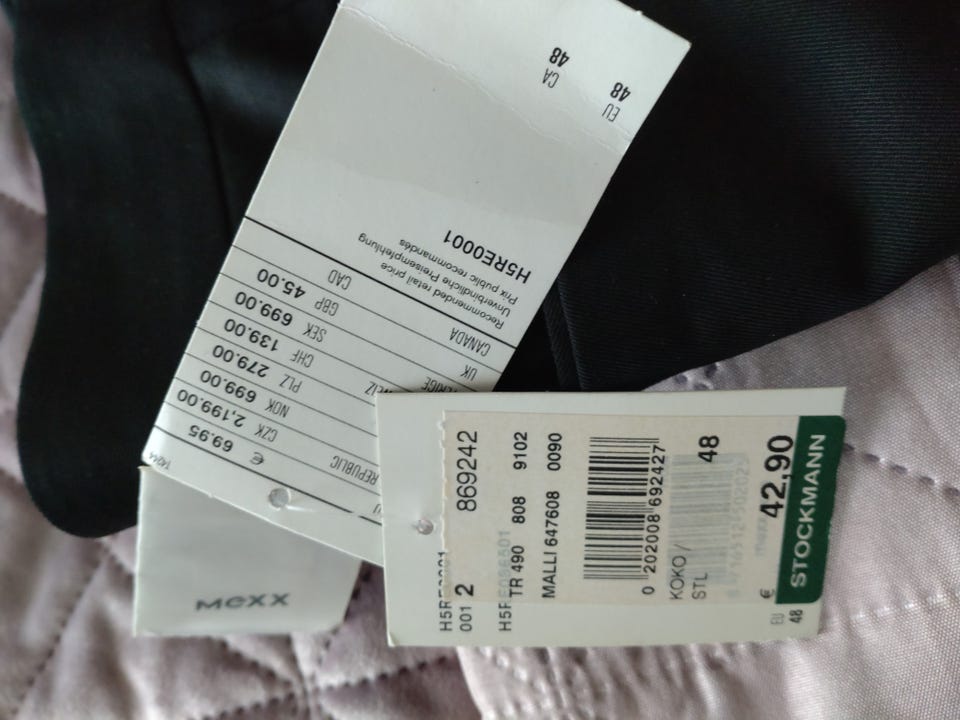 € 69.95
REPUBLIC CZK 2,199.00
NOK 699.00
PLZ 279.00
CHF 139.00
SEK 699.00
UK GBP 45.00
CANADA CAD
Recommended retail price
Unverbindliche Preisempfehlung
Prix public recommandés
H5RE0001
EU CA
48 48
001 2 869242
TR 490 808 9102
MALLI 647608 0090
0 202008 692427
KOKO /
STL 48
€ 42,90
STOCKMANN
EU
48
mexx